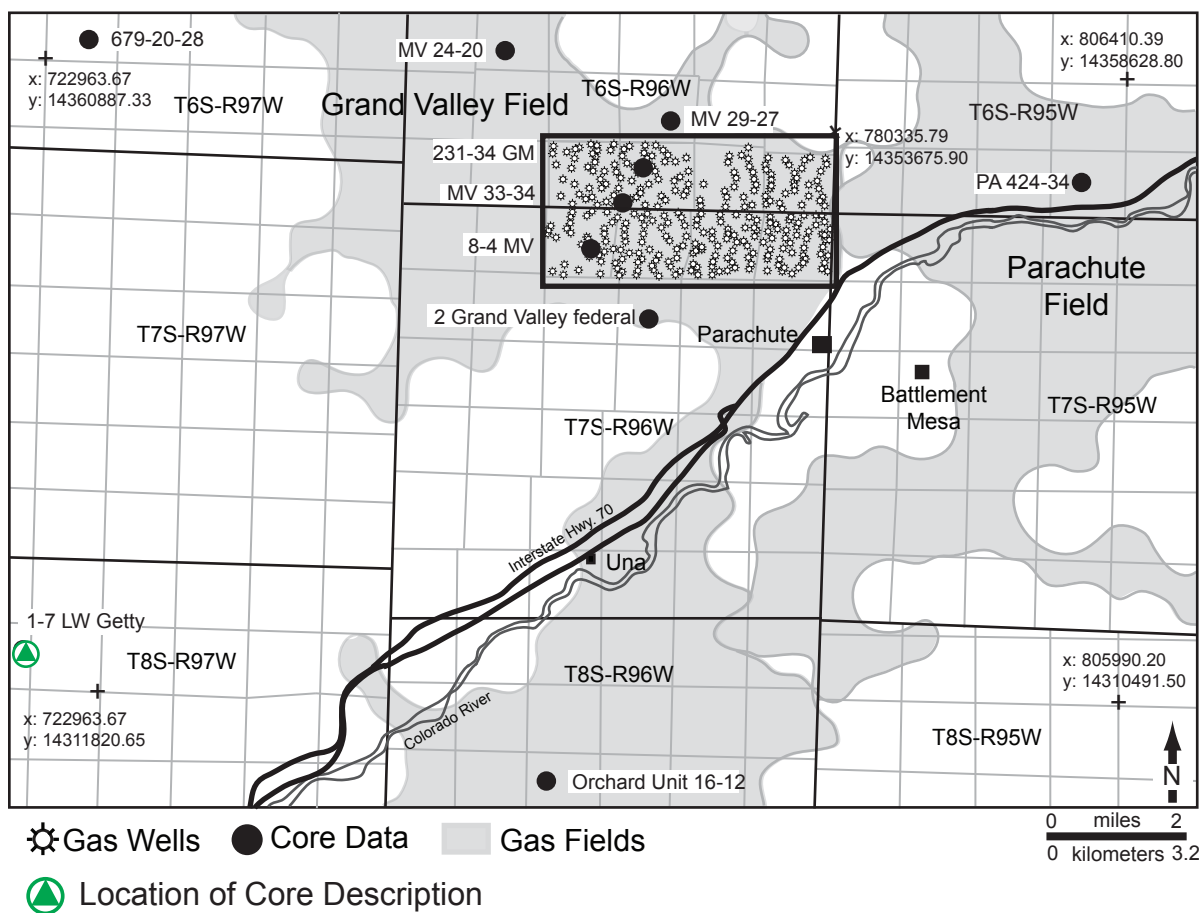 679-20-28
MV 24-20
x: 806410.39
y: 14358628.80
x: 722963.67
y: 14360887.33
T6S-R97W
Grand Valley Field
T6S-R96W
T6S-R95W
MV 29-27
x: 780335.79
y: 14353675.90
231-34 GM
PA 424-34
MV 33-34
8-4 MV
Parachute
Field
2 Grand Valley federal
Parachute
T7S-R97W
Battlement
Mesa
T7S-R96W
T7S-R95W
Interstate Hwy. 70
Una
1-7 LW Getty
T8S-R97W
T8S-R96W
x: 805990.20
y: 14310491.50
x: 722963.67
y: 14311820.65
Colorado River
T8S-R95W
N
Orchard Unit 16-12
Gas Wells
Core Data
Gas Fields
0 miles 2
0 kilometers 3.2
Location of Core Description